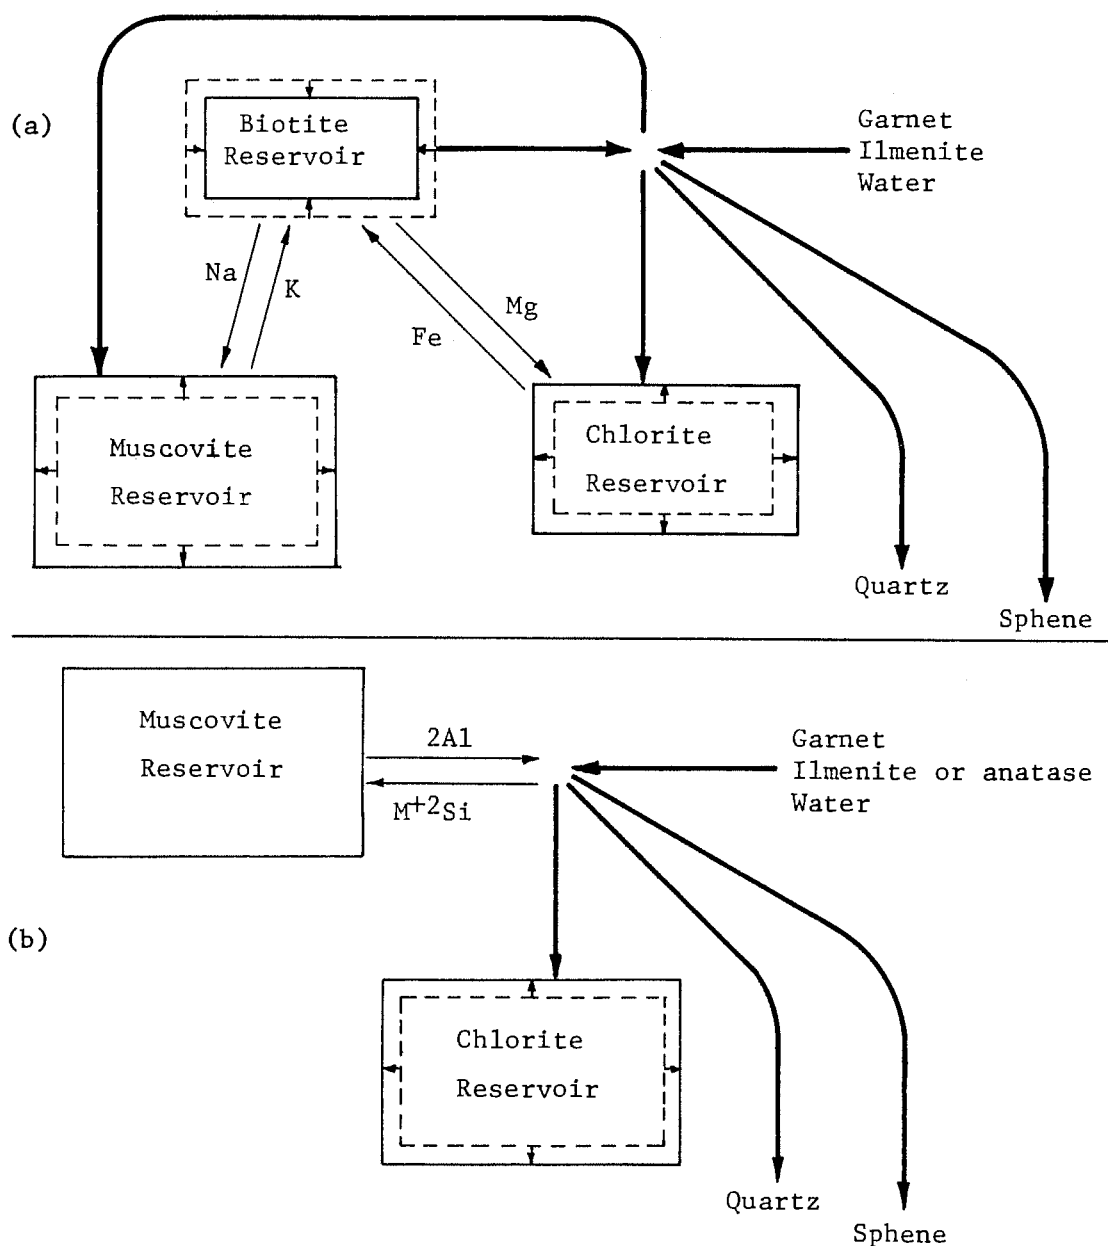 (a)
Biotite
Reservoir
Garnet
Ilmenite
Water
Na
K
Mg
Fe
Muscovite
Reservoir
Chlorite
Reservoir
Quartz
Sphene
Muscovite
Reservoir
2Al
M+2Si
Garnet
Ilmenite or anatase
Water
(b)
Chlorite
Reservoir
Quartz
Sphene